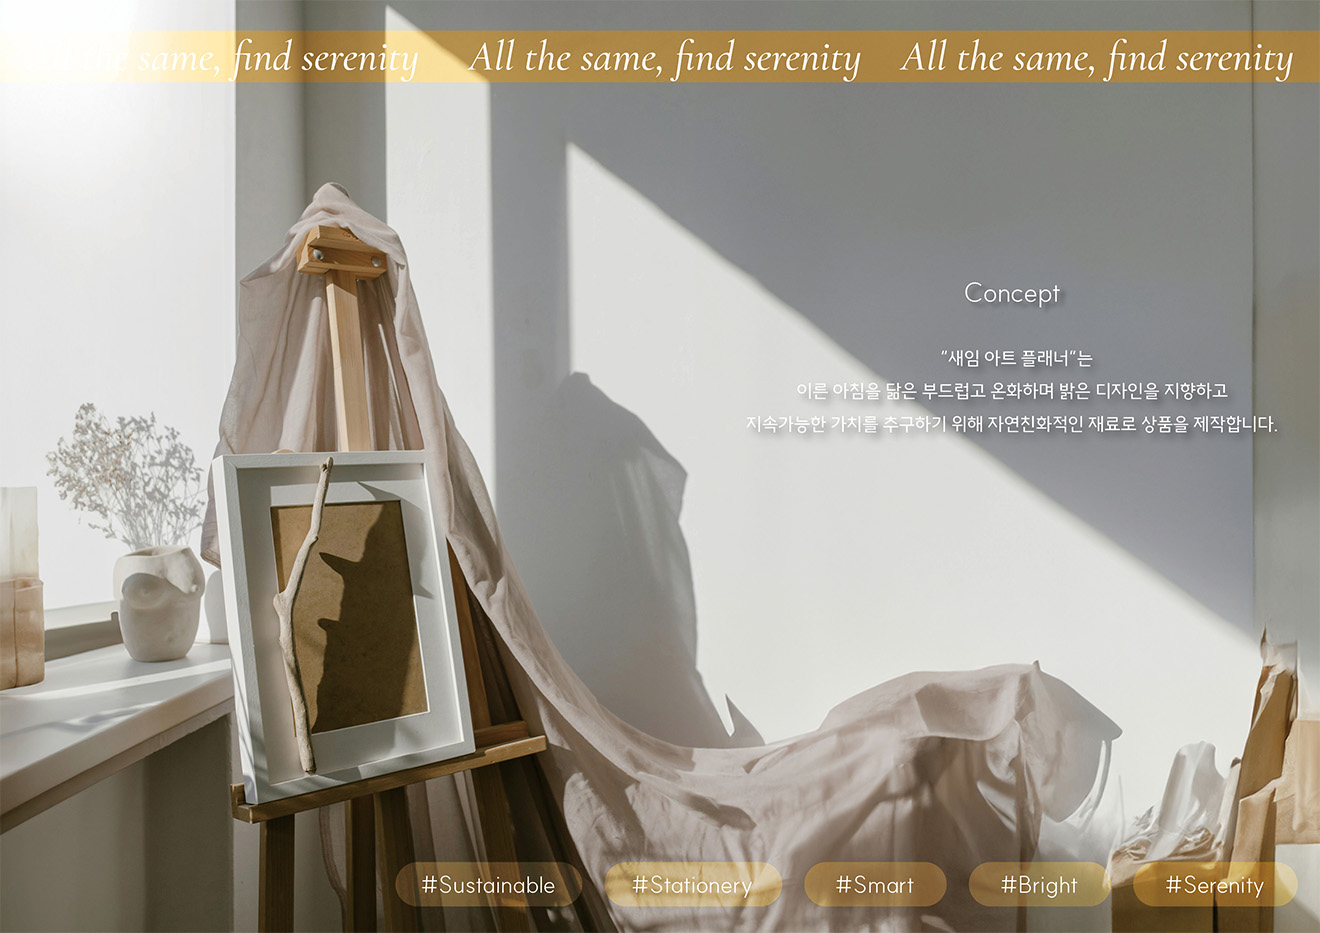 the same, find serenity All the same, find serenity All the same, find serenity
Concept
"새임 아트 플래너"는
이른 아침을 닮은 부드럽고 온화하며 밝은 디자인을 지향하고
지속가능한 가치를 추구하기 위해 자연친화적인 재료로 상품을 제작합니다.
#Sustainable #Stationery #Smart #Bright #Serenity